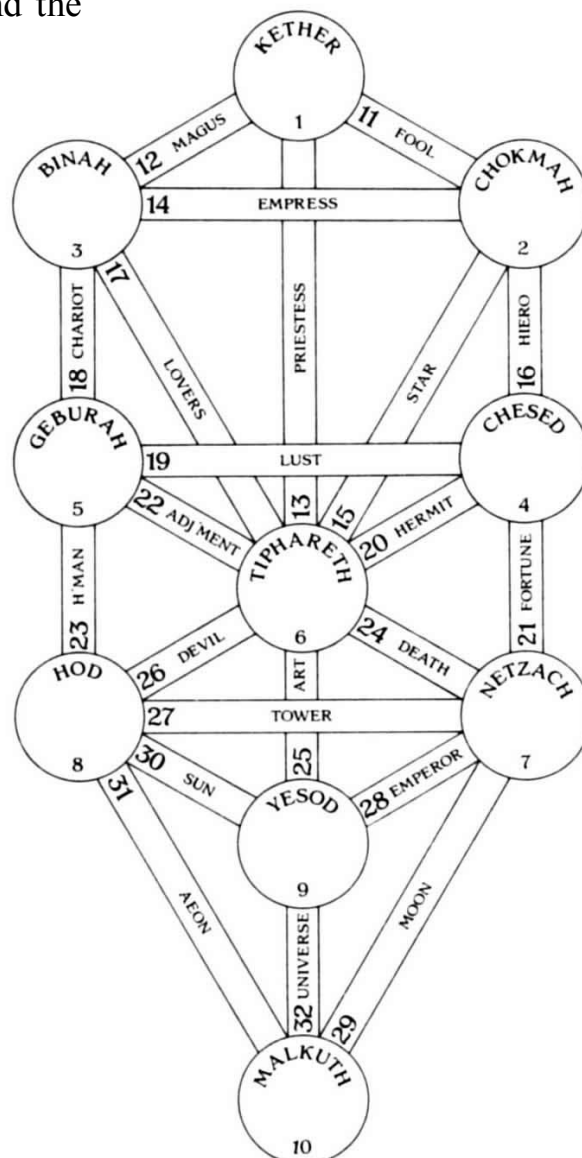 nd the
KETHER
1
12 MAGUS
11 FOOL
BINAH
3
CHOKMAH
2
14 EMPRESS
17 LOVERS
PRIESTESS 13
STAR 15
18 CHARIOT
16 HIERO
GEBURAH
5
CHESED
4
19 LUST
22 ADJ'MENT
20 HERMIT
TIPHARETH
6
23 H'MAN
21 FORTUNE
26 DEVIL
24 DEATH
ART 25
HOD
8
NETZACH
7
27 TOWER
30 SUN
28 EMPEROR
YESOD
9
31 AEON
32 UNIVERSE
29 MOON
MALKUTH
10